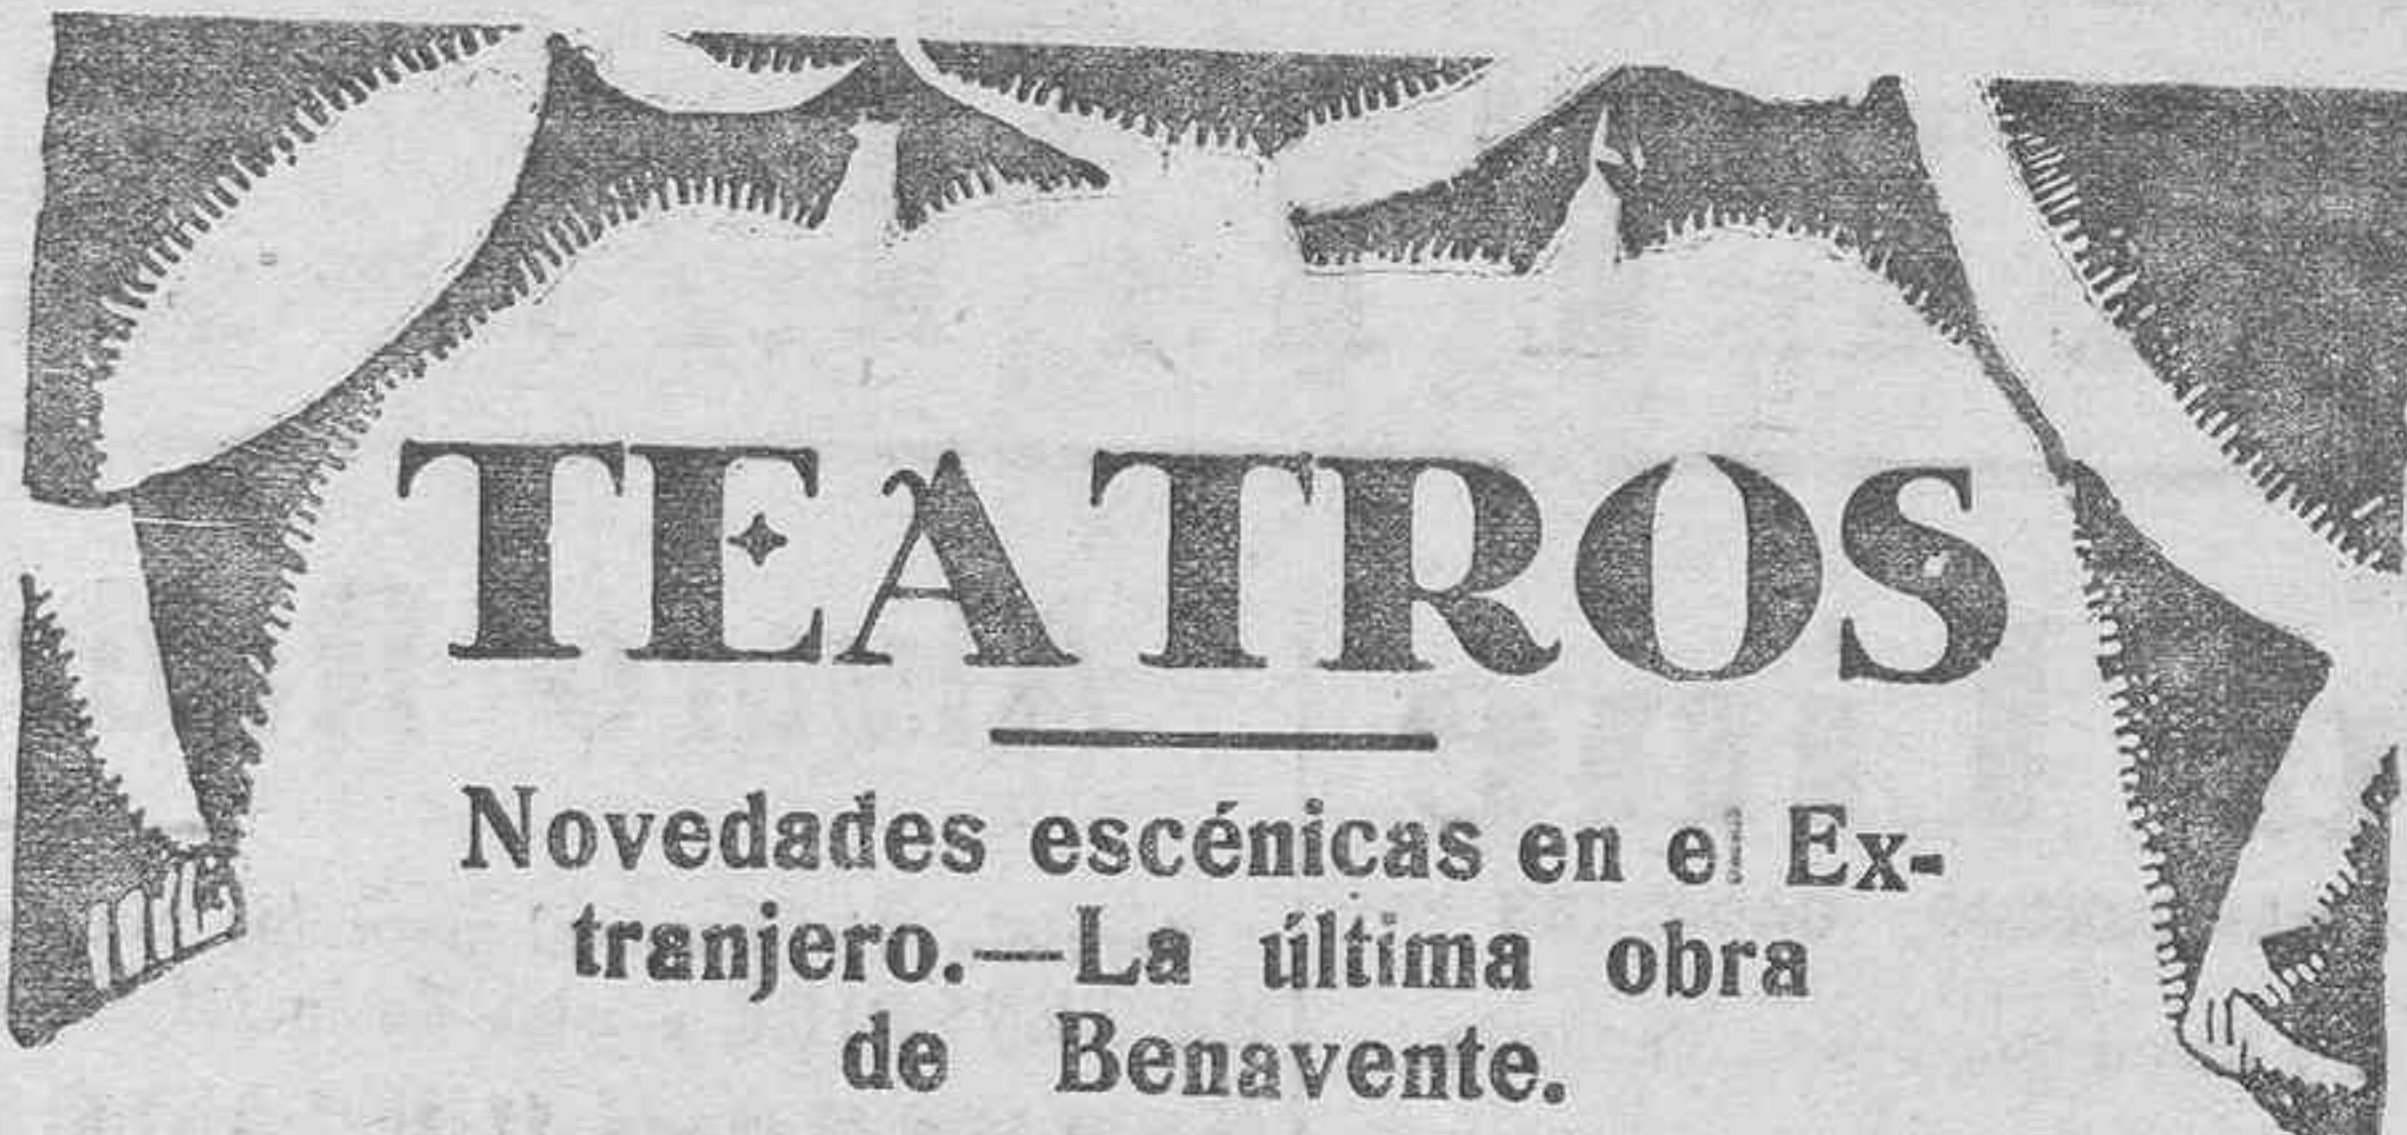 TEATROS
Novedades escénicas en el Ex-
tranjero.—La última obra
de Benavente.